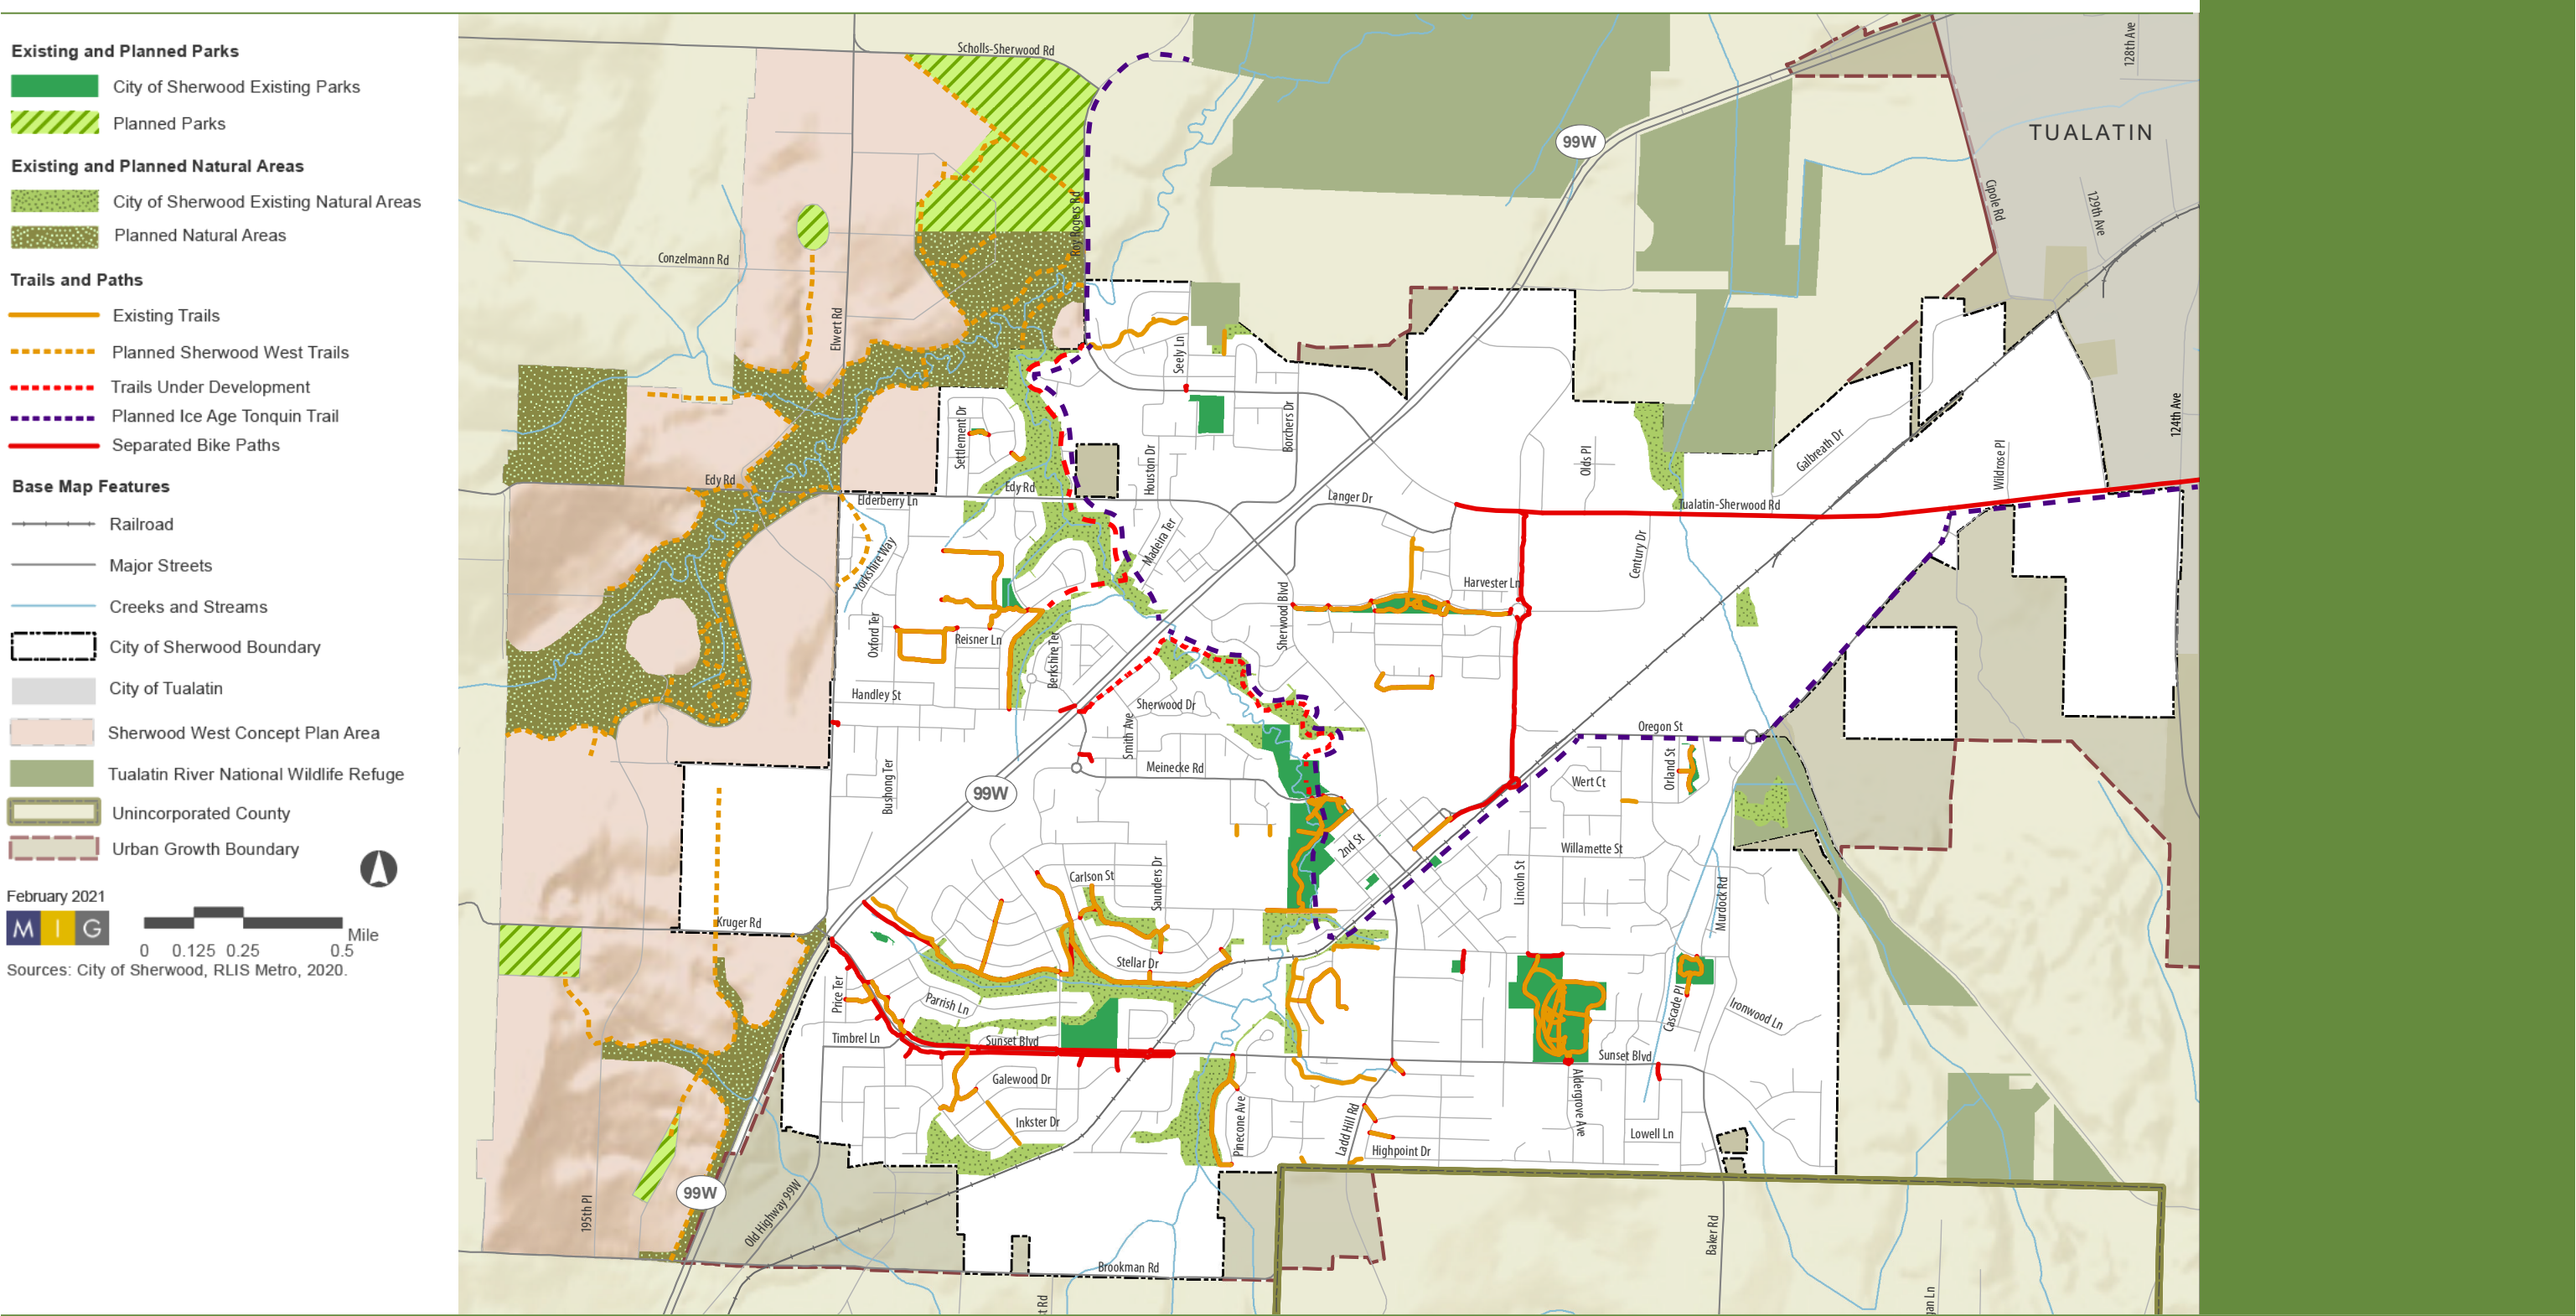 Existing and Planned Parks
City of Sherwood Existing Parks
Planned Parks
Existing and Planned Natural Areas
City of Sherwood Existing Natural Areas
Planned Natural Areas
Trails and Paths
Existing Trails
Planned Sherwood West Trails
Trails Under Development
Planned Ice Age Tonquin Trail
Separated Bike Paths
Base Map Features
Railroad
Major Streets
Creeks and Streams
City of Sherwood Boundary
City of Tualatin
Sherwood West Concept Plan Area
Tualatin River National Wildlife Refuge
Unincorporated County
Urban Growth Boundary
February 2021
M I G
0 0.125 0.25 0.5
Mile
Sources: City of Sherwood, RLIS Metro, 2020.
Scholls-Sherwood Rd
128th Ave
TUALATIN
99W
Cipole Rd
129th Ave
Roy Rogers Rd
Conzelmann Rd
Elwert Rd
Seely Ln
124th Ave
Borchers Dr
Settlement Dr
Houston Dr
Olds Pl
Galbreath Dr
Wildrose Pl
Edy Rd
Edy Rd
Elderberry Ln
Langer Dr
Tualatin-Sherwood Rd
Madeira Ter
Century Dr
Yorkshire Way
Harvester Ln
Sherwood Blvd
Oxford Ter
Reisner Ln
Berkshire Ter
Handley St
Sherwood Dr
Smith Ave
Oregon St
Orland St
Meinecke Rd
Wert Ct
Bushong Ter
99W
2nd St
Willamette St
Carlson St
Saunders Dr
Lincoln St
Murdock Rd
Kruger Rd
Stellar Dr
Price Ter
Parrish Ln
Cascade Pl
Ironwood Ln
Timbrel Ln
Sunset Blvd
Sunset Blvd
Galewood Dr
Aldergrove Ave
Inkster Dr
Pinecone Ave
Ladd Hill Rd
Lowell Ln
Highpoint Dr
99W
195th Pl
Old Highway 99W
Baker Rd
Brookman Rd
t Rd
an Ln